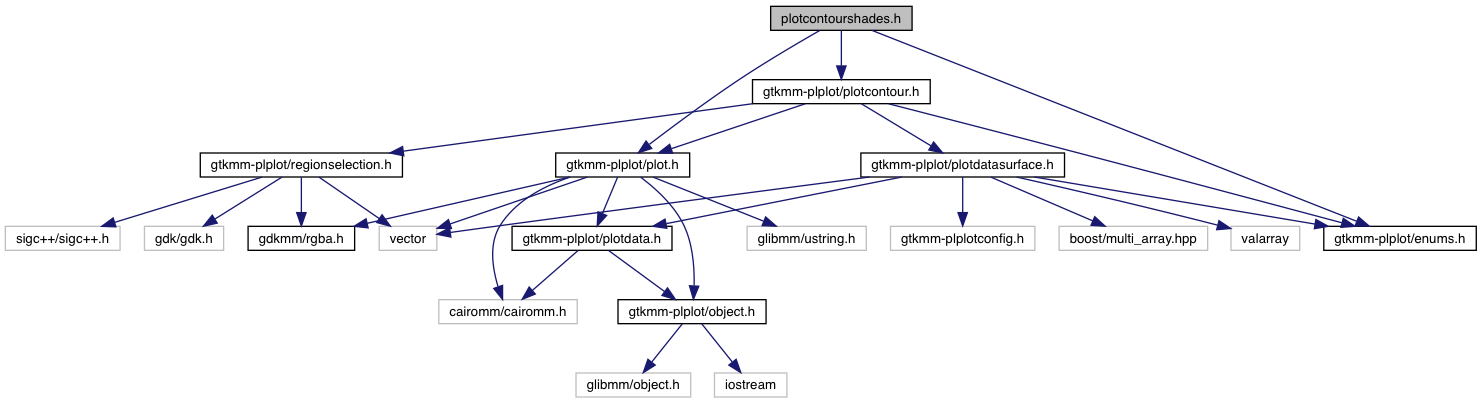 plotcontourshades.h
gtkmm-plplot/plotcontour.h
gtkmm-plplot/regionselection.h
gtkmm-plplot/plot.h
gtkmm-plplot/plotdatasurface.h
sigc++/sigc++.h
gdk/gdk.h
gdkmm/rgba.h
vector
gtkmm-plplot/plotdata.h
glibmm/ustring.h
gtkmm-plplotconfig.h
boost/multi_array.hpp
valarray
gtkmm-plplot/enums.h
cairomm/cairomm.h
gtkmm-plplot/object.h
glibmm/object.h
iostream